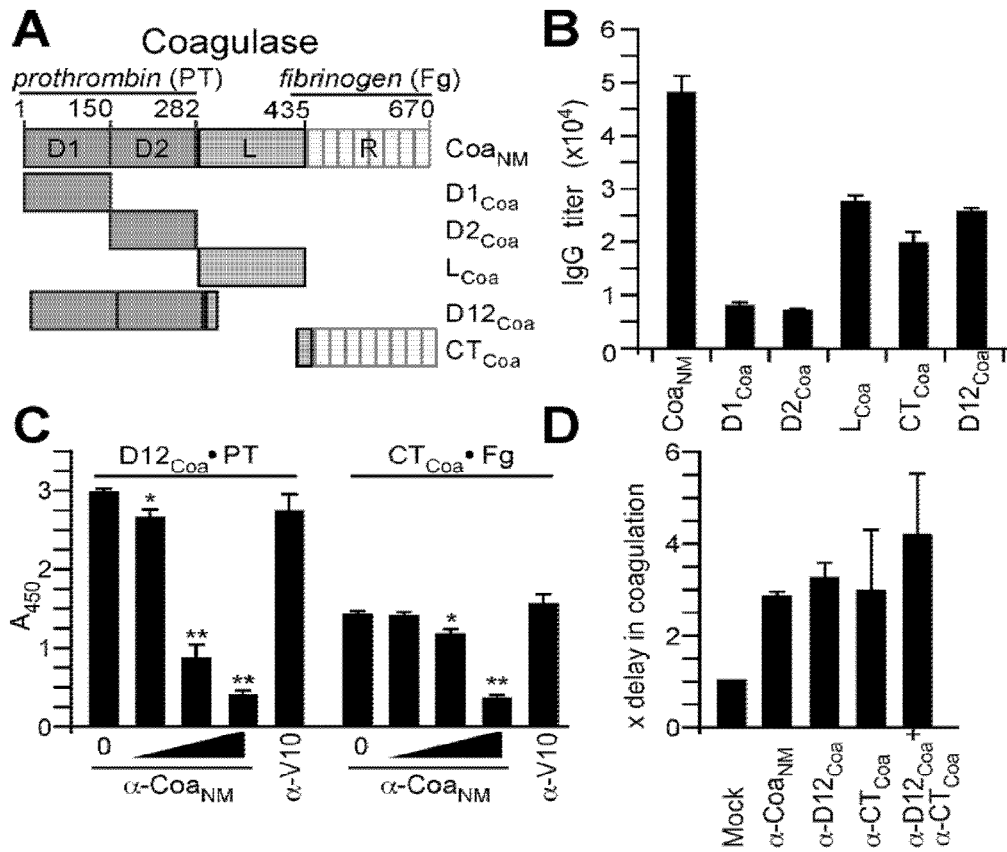 A
Coagulase
prothrombin (PT) fibrinogen (Fg)
1 150 282 435 670
D1 D2 L R CoaNM
D1Coa
D2Coa
LCoa
D12Coa
CTCoa
B
IgG titer (x10⁴)
6
5
4
3
2
1
0
CoaNM D1Coa D2Coa LCoa CTCoa D12Coa
C
D12Coa• PT CTCoa• Fg
A450
3
2
1
0
* ** ** * **
0 α-V10 0 α-V10
α-CoaNM α-CoaNM
D
x delay in coagulation
6
4
2
0
Mock α-CoaNM α-D12Coa α-CTCoa α-D12Coa + α-CTCoa